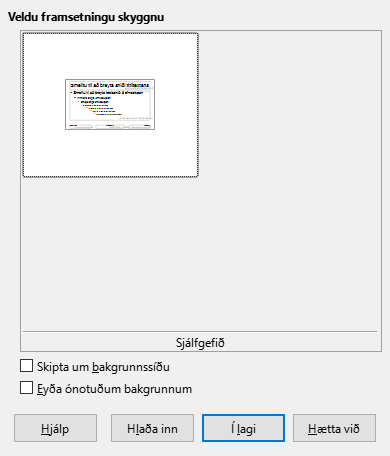 Veldu framsetningu skyggnu
Smelltu til að breyta sniði titiltextans
Sjálfgefið
Skipta um bakgrunnssíðu
Eyða ónotuðum bakgrunnum
Hjálp
Hlaða inn
Í lagi
Hætta við